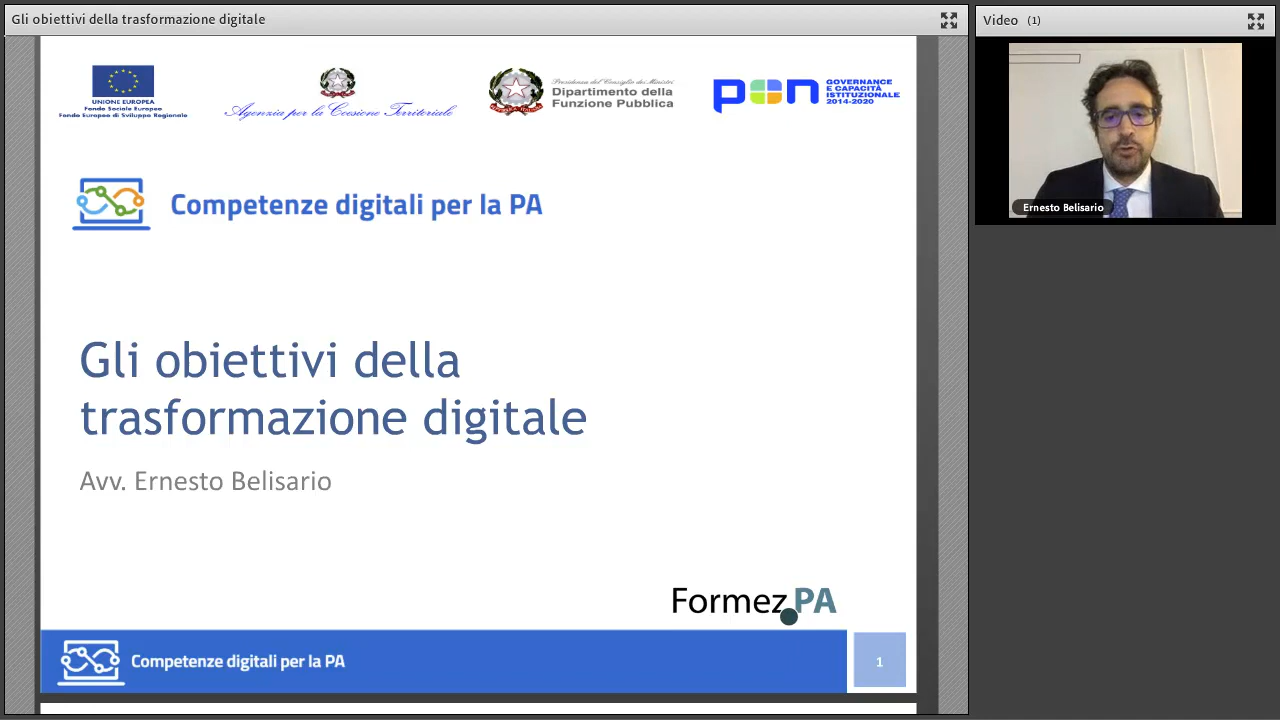 Gli obiettivi della trasformazione digitale
Video (1)
UNIONE EUROPEA
Fondo Sociale Europeo
Fondo Europeo di Sviluppo Regionale
Agenzia per la Coesione Territoriale
Presidenza del Consiglio dei Ministri
Dipartimento della
Funzione Pubblica
pon
GOVERNANCE
E CAPACITÀ
ISTITUZIONALE
2014-2020
Ernesto Belisario
Competenze digitali per la PA
Gli obiettivi della
trasformazione digitale
Avv. Ernesto Belisario
Formez PA
Competenze digitali per la PA
1